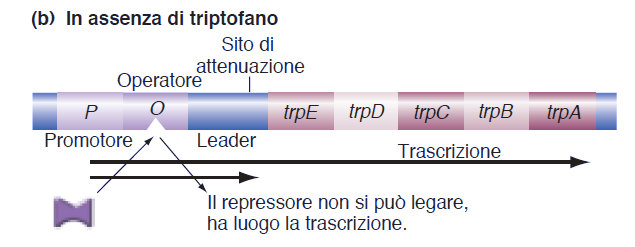 (b) In assenza di triptofano
Sito di
attenuazione
Operatore
P O trpE trpD trpC trpB trpA
Promotore Leader Trascrizione
Il repressore non si può legare,
ha luogo la trascrizione.